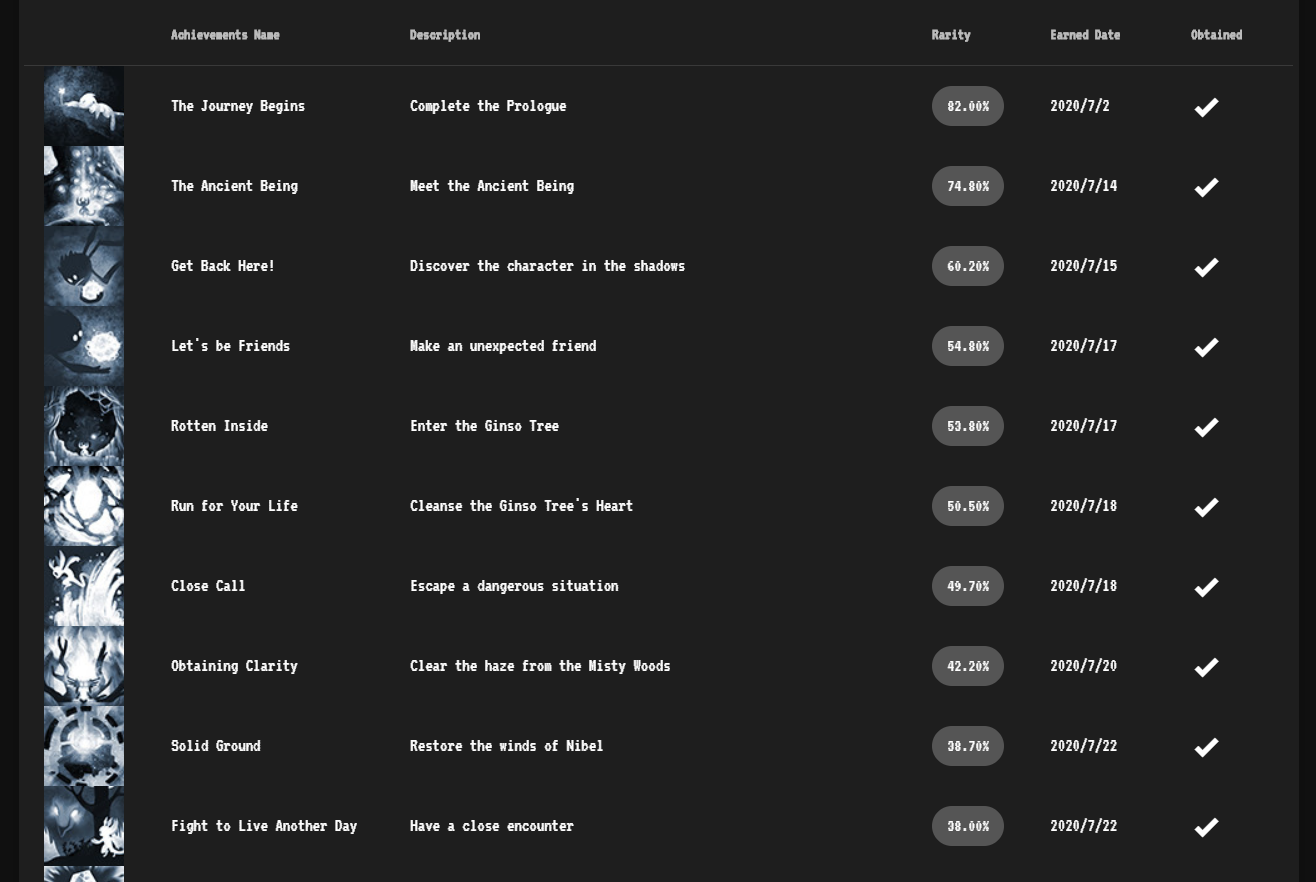 Achievements Name Description Rarity Earned Date Obtained
The Journey Begins Complete the Prologue 82.00% 2020/7/2
The Ancient Being Meet the Ancient Being 74.80% 2020/7/14
Get Back Here! Discover the character in the shadows 60.20% 2020/7/15
Let's be Friends Make an unexpected friend 54.80% 2020/7/17
Rotten Inside Enter the Ginso Tree 53.80% 2020/7/17
Run for Your Life Cleanse the Ginso Tree's Heart 50.50% 2020/7/18
Close Call Escape a dangerous situation 49.70% 2020/7/18
Obtaining Clarity Clear the haze from the Misty Woods 42.20% 2020/7/20
Solid Ground Restore the winds of Nibel 38.70% 2020/7/22
Fight to Live Another Day Have a close encounter 38.00% 2020/7/22